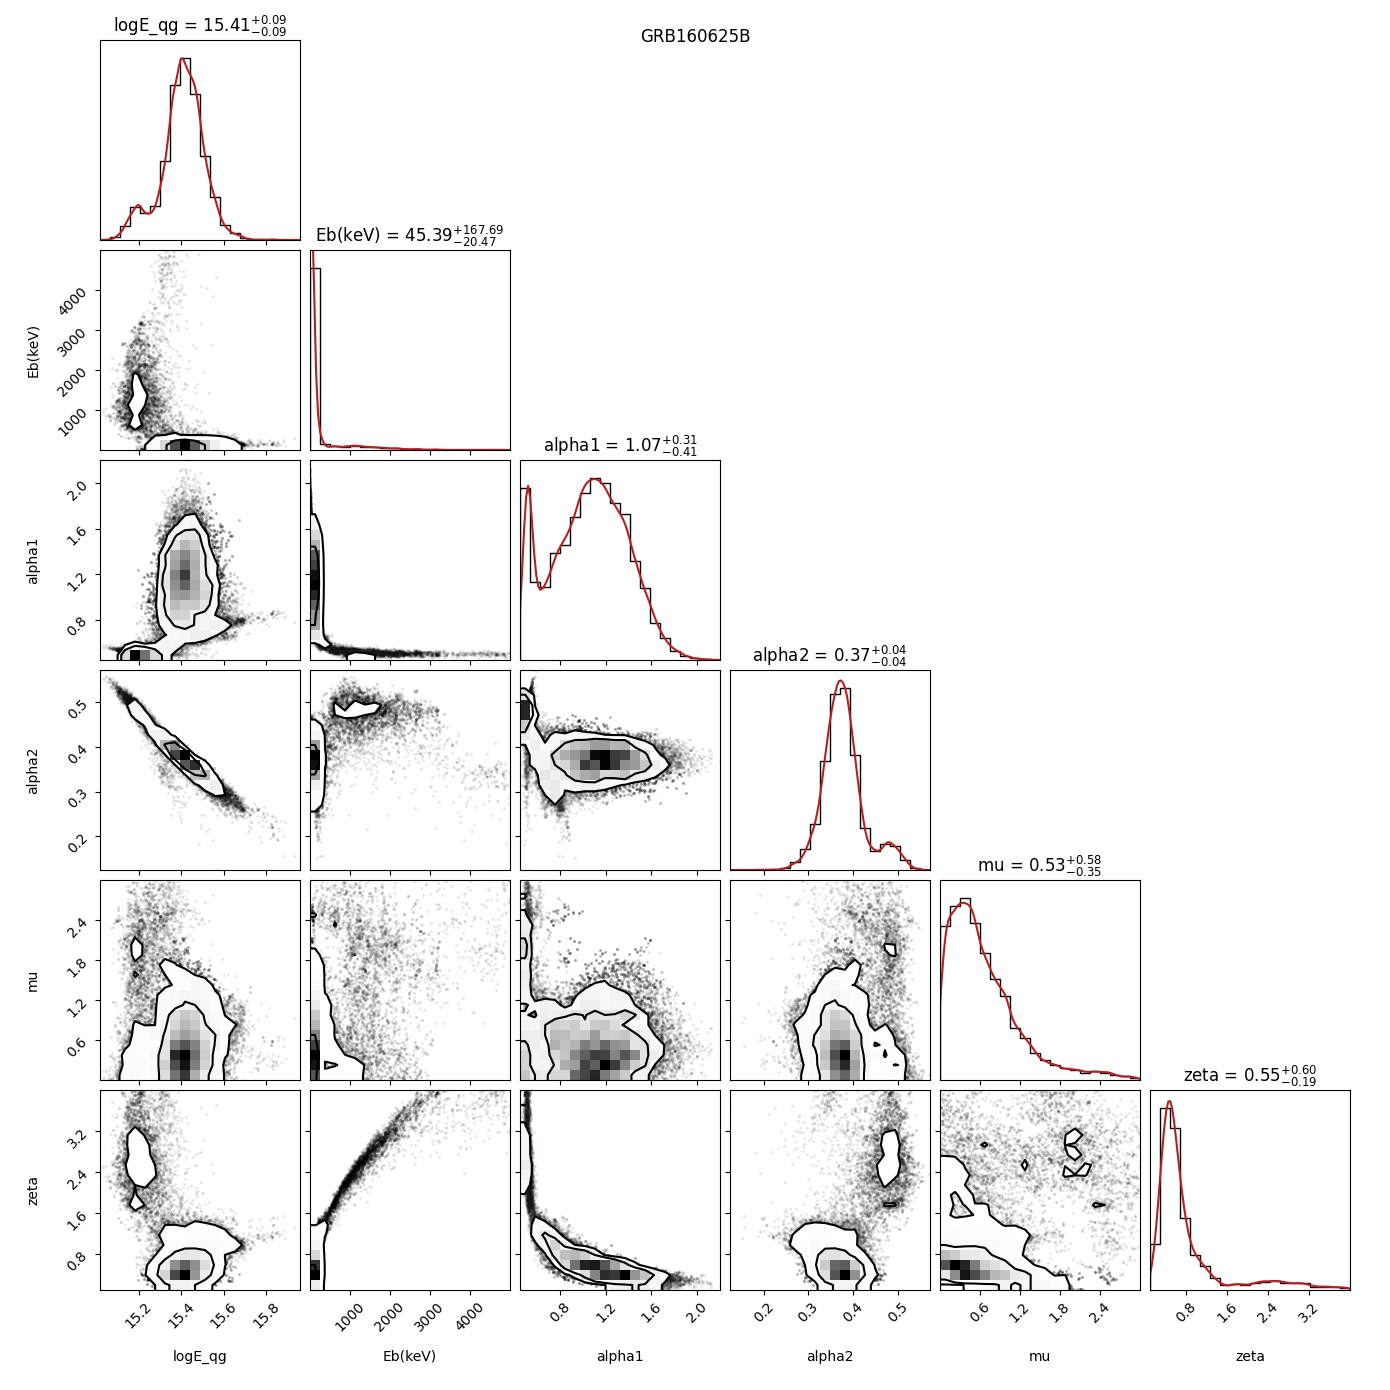 GRB160625B
logE_qg = 15.41+0.09 −0.09
Eb(keV) = 45.39+167.69 −20.47
4000
3000
2000
1000
Eb(keV)
alpha1 = 1.07+0.31 −0.41
2.0
1.6
1.2
0.8
alpha1
alpha2 = 0.37+0.04 −0.04
0.5
0.4
0.3
0.2
alpha2
mu = 0.53+0.58 −0.35
2.4
1.8
1.2
0.6
mu
zeta = 0.55+0.60 −0.19
3.2
2.4
1.6
0.8
zeta
15.2 15.4 15.6 15.8 1000 2000 3000 4000 0.8 1.2 1.6 2.0 0.2 0.3 0.4 0.5 0.6 1.2 1.8 2.4 0.8 1.6 2.4 3.2
logE_qg Eb(keV) alpha1 alpha2 mu zeta